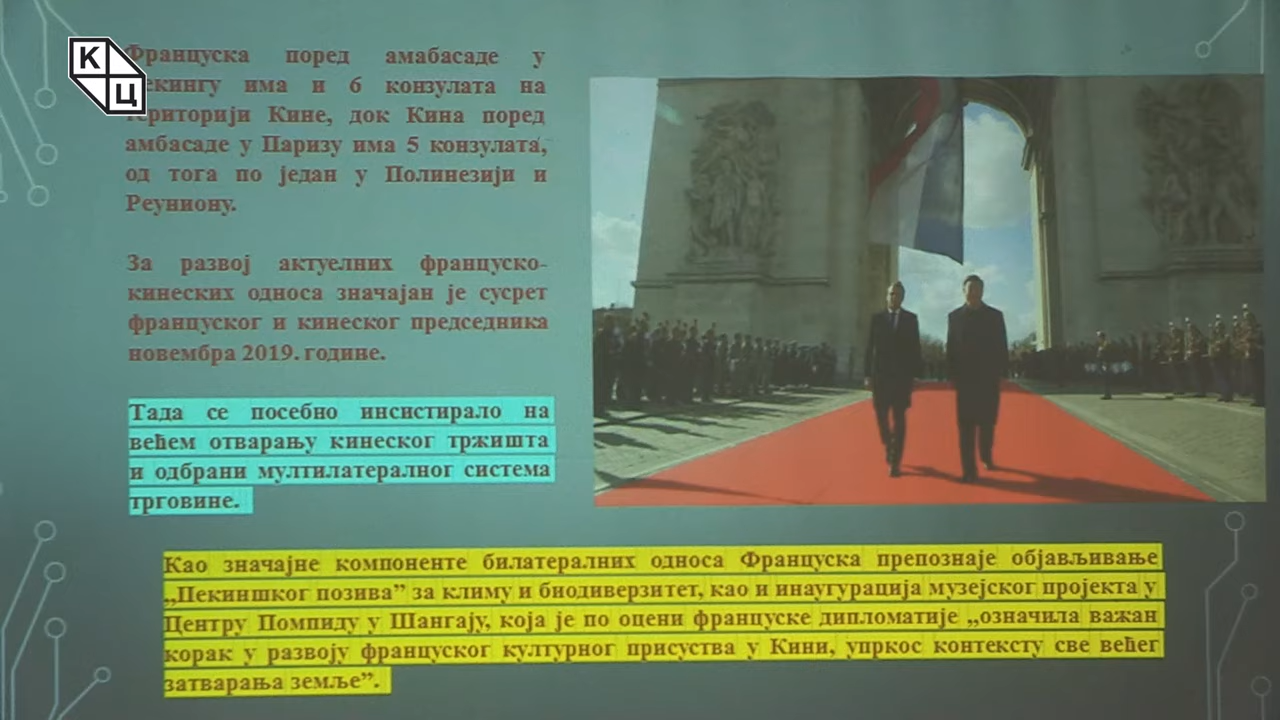 К
Ц
Француска поред амабасаде у
екингу има и 6 конзулата на
територији Кине, док Кина поред
амбасаде у Паризу има 5 конзулата,
од тога по један у Полинезији и
Реуниону.
За развој актуелних француско-
кинеских односа значајан је сусрет
француског и кинеског председника
новембра 2019. године.
Тада се посебно инсистирало на
већем отварању кинеског тржишта
и одбрани мултилатералног система
трговине.
Као значајне компоненте билатералних односа Француска препознаје објављивање
„Пекиншког позива” за климу и биодиверзитет, као и инаугурација музејског пројекта у
Центру Помпиду у Шангају, која је по оцени француске дипломатије „означила важан
корак у развоју француског културног присуства у Кини, упркос контексту све већег
затварања земље”.